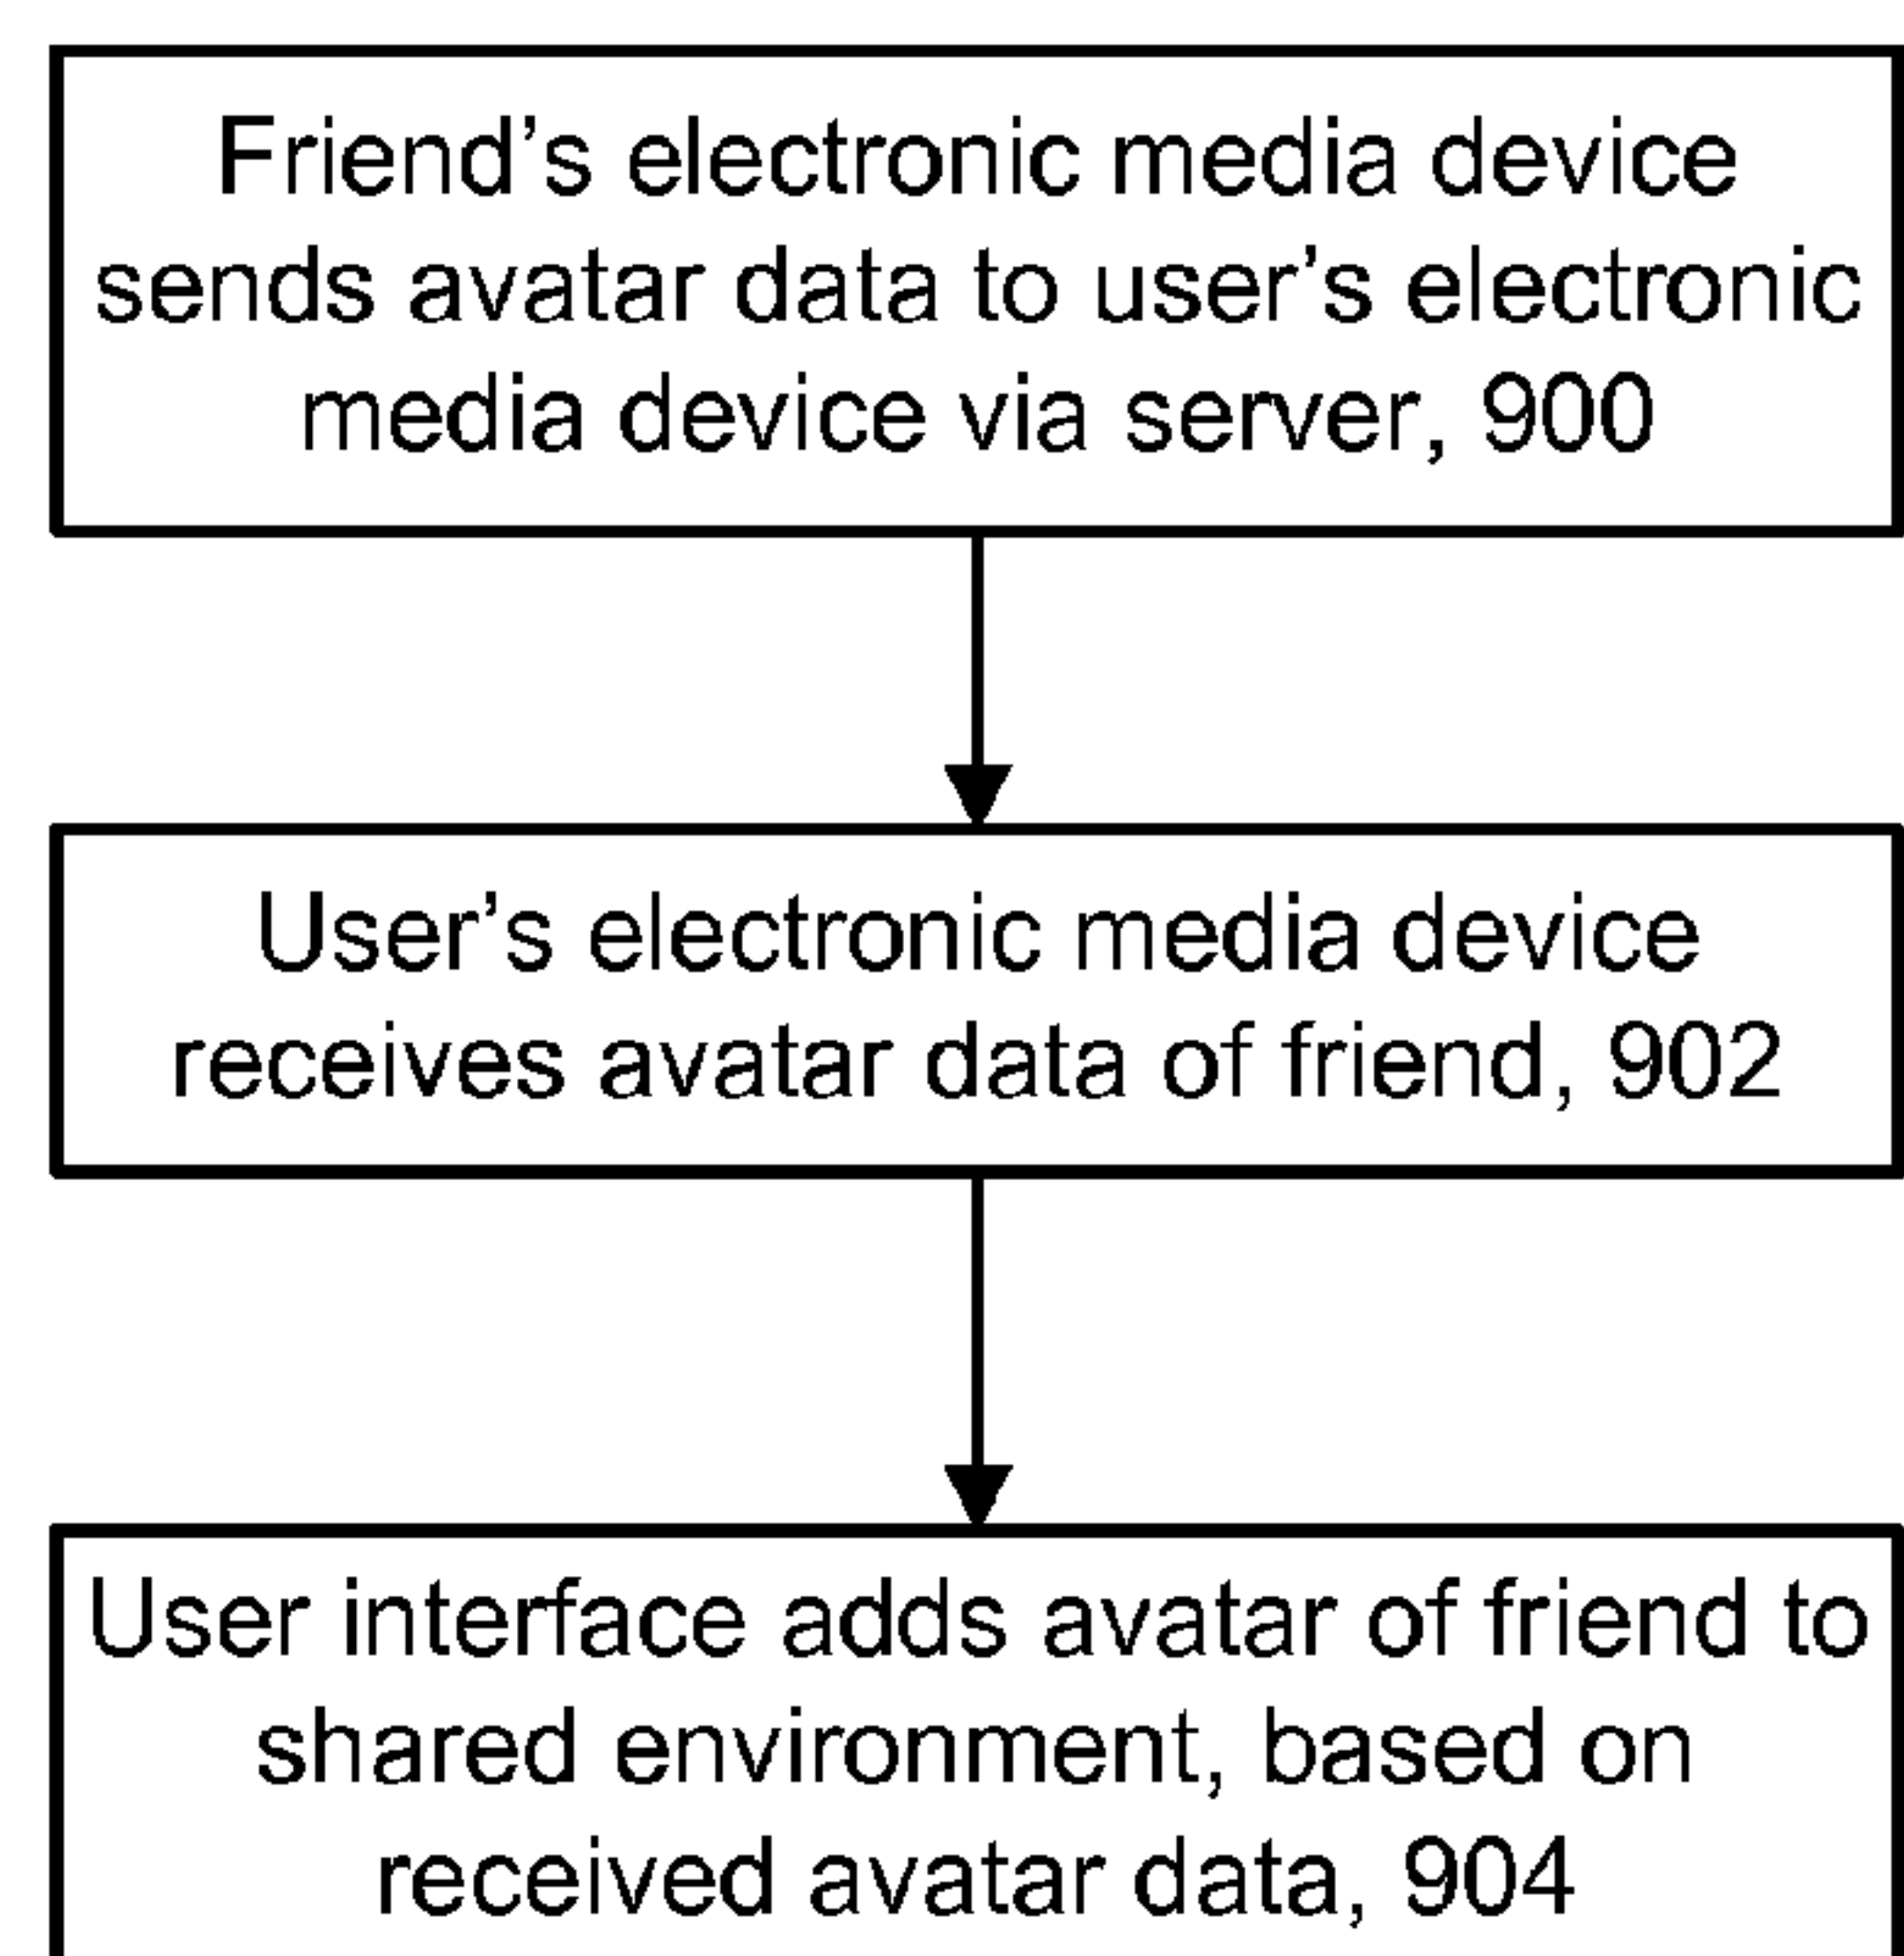 Friend’s electronic media device
sends avatar data to user’s electronic
media device via server, 900
User’s electronic media device
receives avatar data of friend, 902
User interface adds avatar of friend to
shared environment, based on
received avatar data, 904